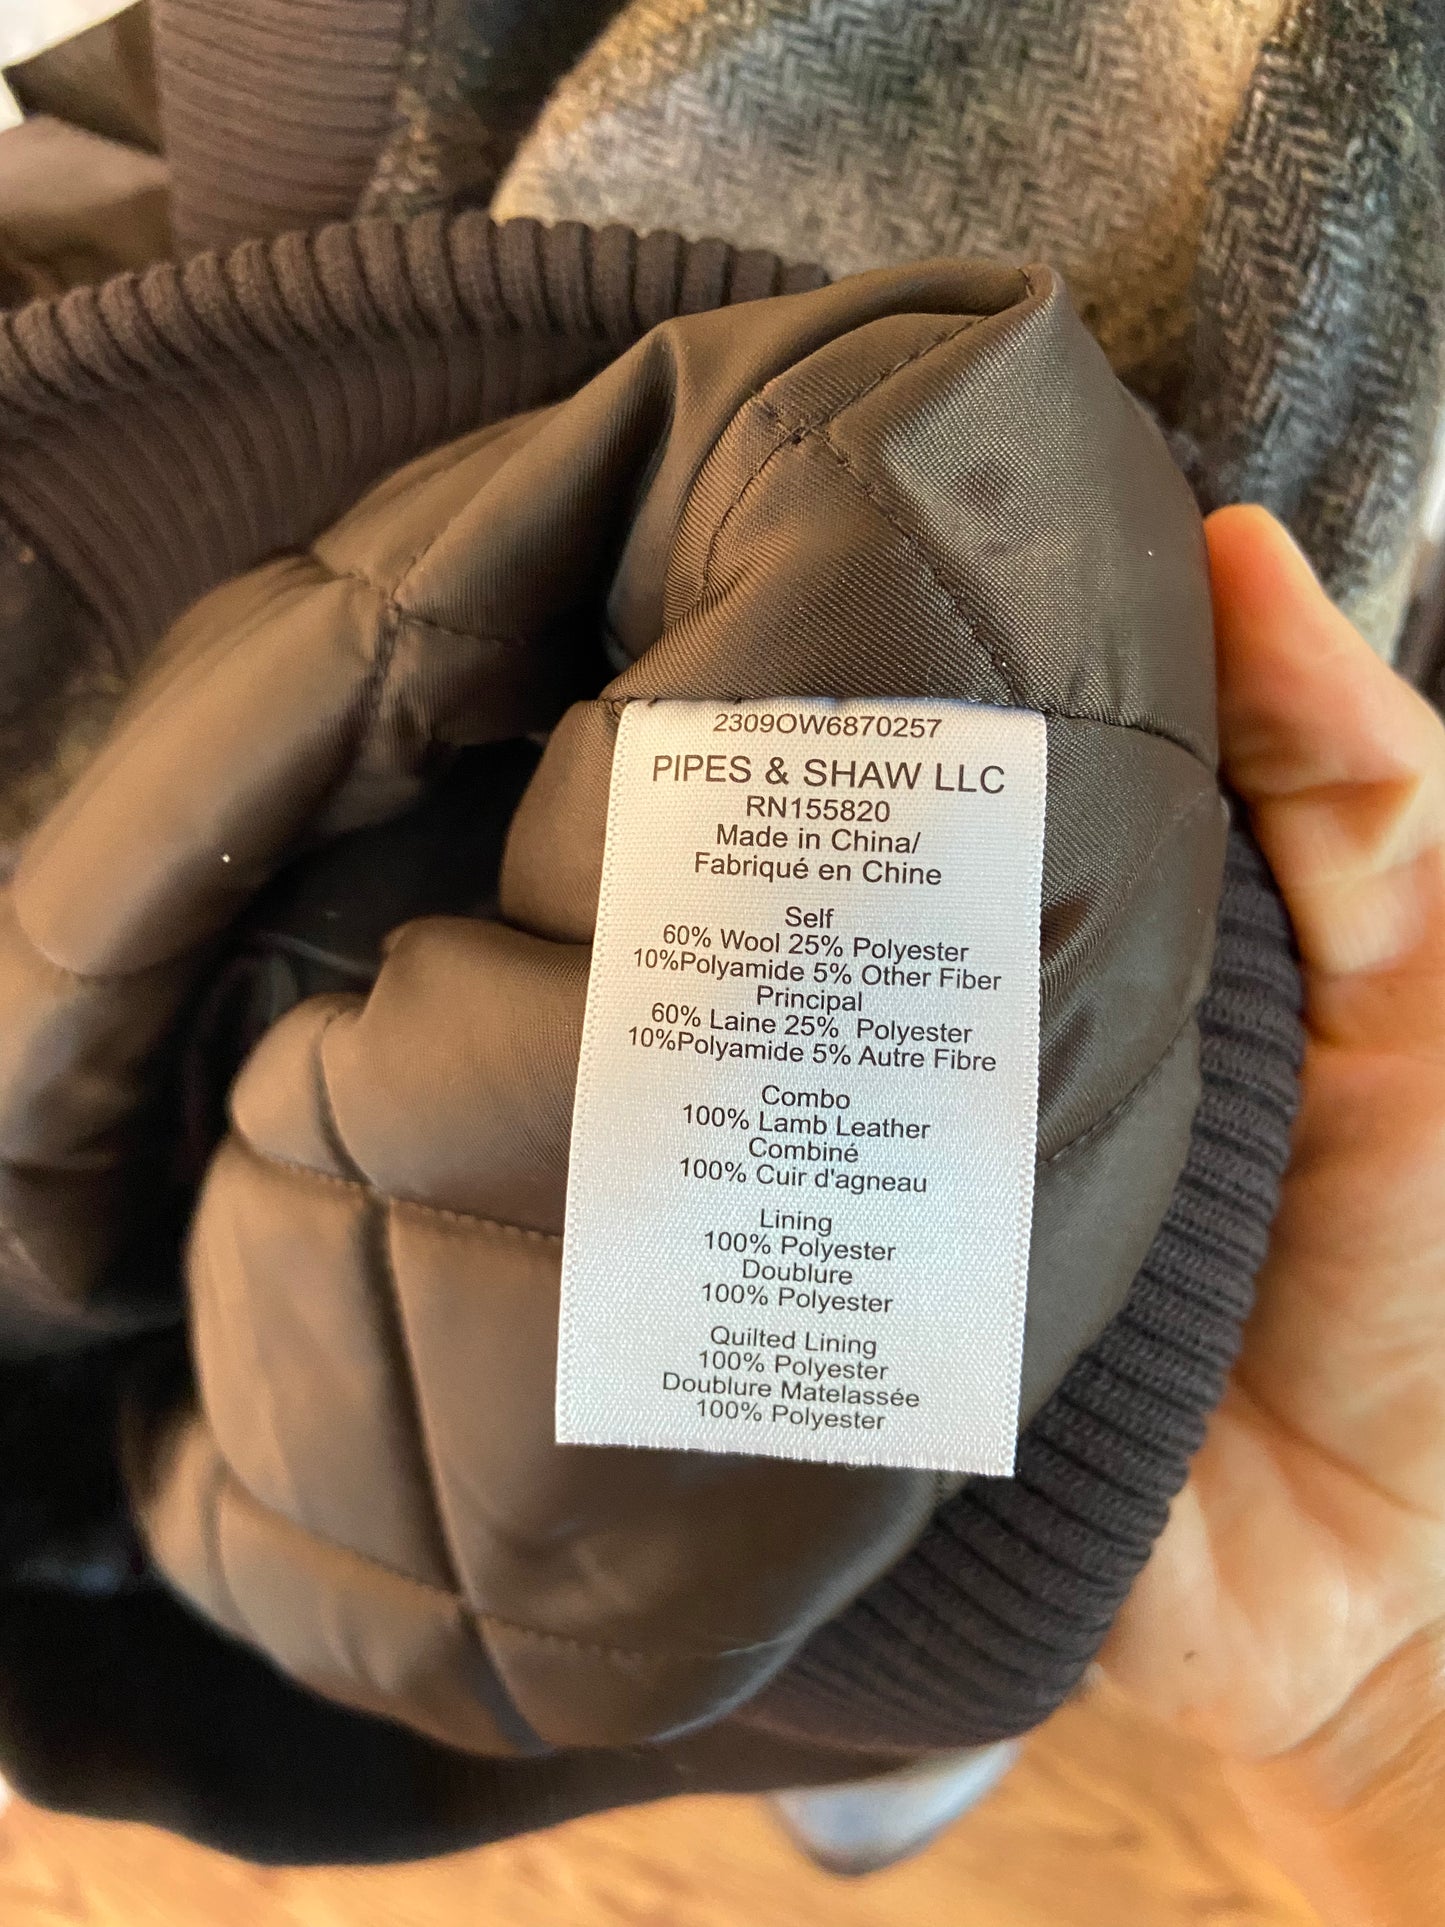 2309OW6870257
PIPES & SHAW LLC
RN155820
Made in China/
Fabriqué en Chine
Self
60% Wool 25% Polyester
10%Polyamide 5% Other Fiber
Principal
60% Laine 25% Polyester
10%Polyamide 5% Autre Fibre
Combo
100% Lamb Leather
Combiné
100% Cuir d'agneau
Lining
100% Polyester
Doublure
100% Polyester
Quilted Lining
100% Polyester
Doublure Matelassée
100% Polyester